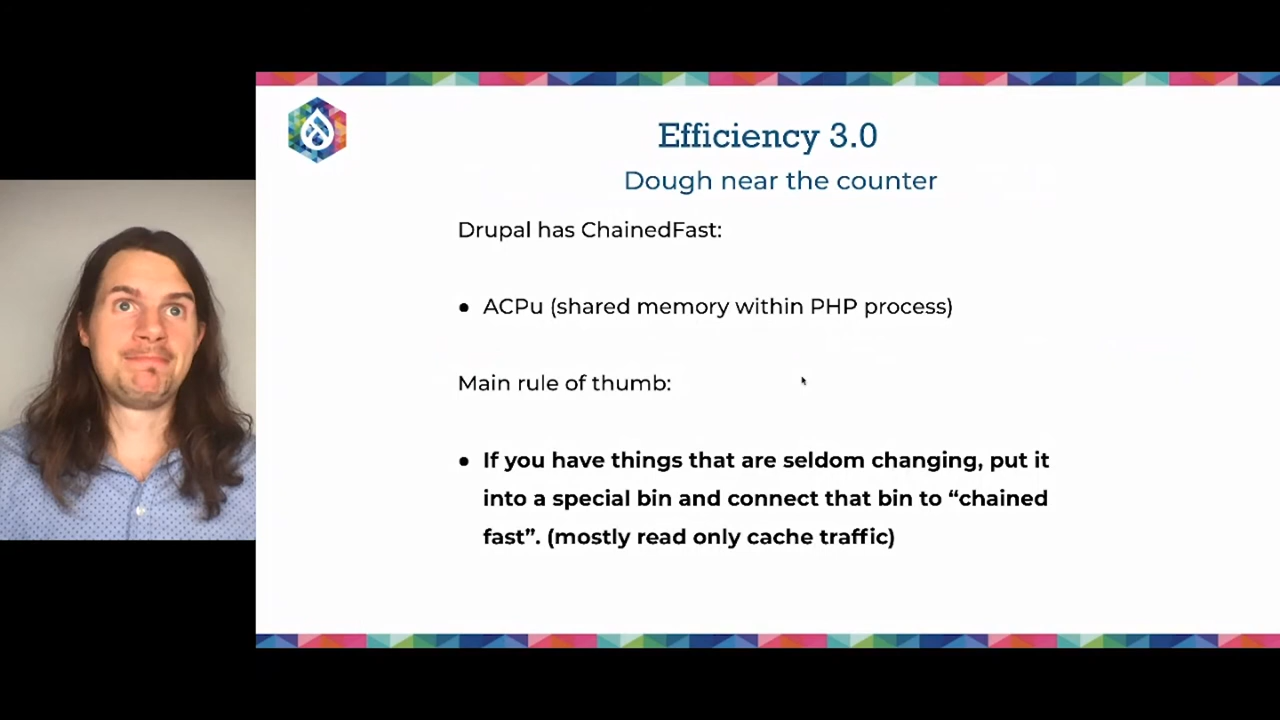 Efficiency 3.0
Dough near the counter
Drupal has ChainedFast:
● ACPu (shared memory within PHP process)
Main rule of thumb:
● If you have things that are seldom changing, put it
into a special bin and connect that bin to “chained
fast”. (mostly read only cache traffic)